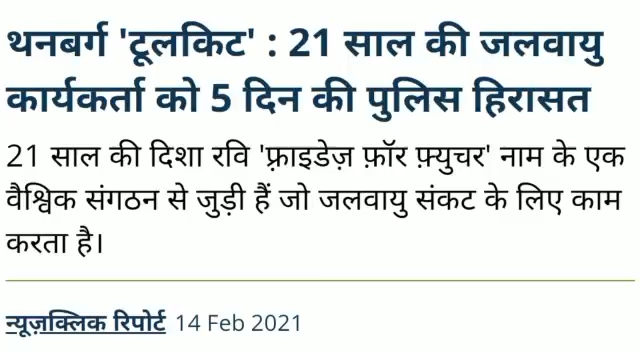 थनबर्ग 'टूलकिट' : 21 साल की जलवायु
कार्यकर्ता को 5 दिन की पुलिस हिरासत
21 साल की दिशा रवि 'फ़्राइडेज़ फ़ॉर फ़्युचर' नाम के एक
वैश्विक संगठन से जुड़ी हैं जो जलवायु संकट के लिए काम
करता है।
न्यूज़क्लिक रिपोर्ट 14 Feb 2021